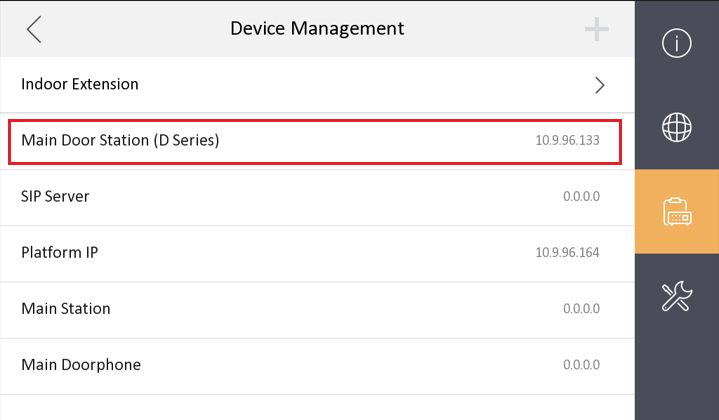 Device Management
Indoor Extension
Main Door Station (D Series) 10.9.96.133
SIP Server 0.0.0.0
Platform IP 10.9.96.164
Main Station 0.0.0.0
Main Doorphone 0.0.0.0